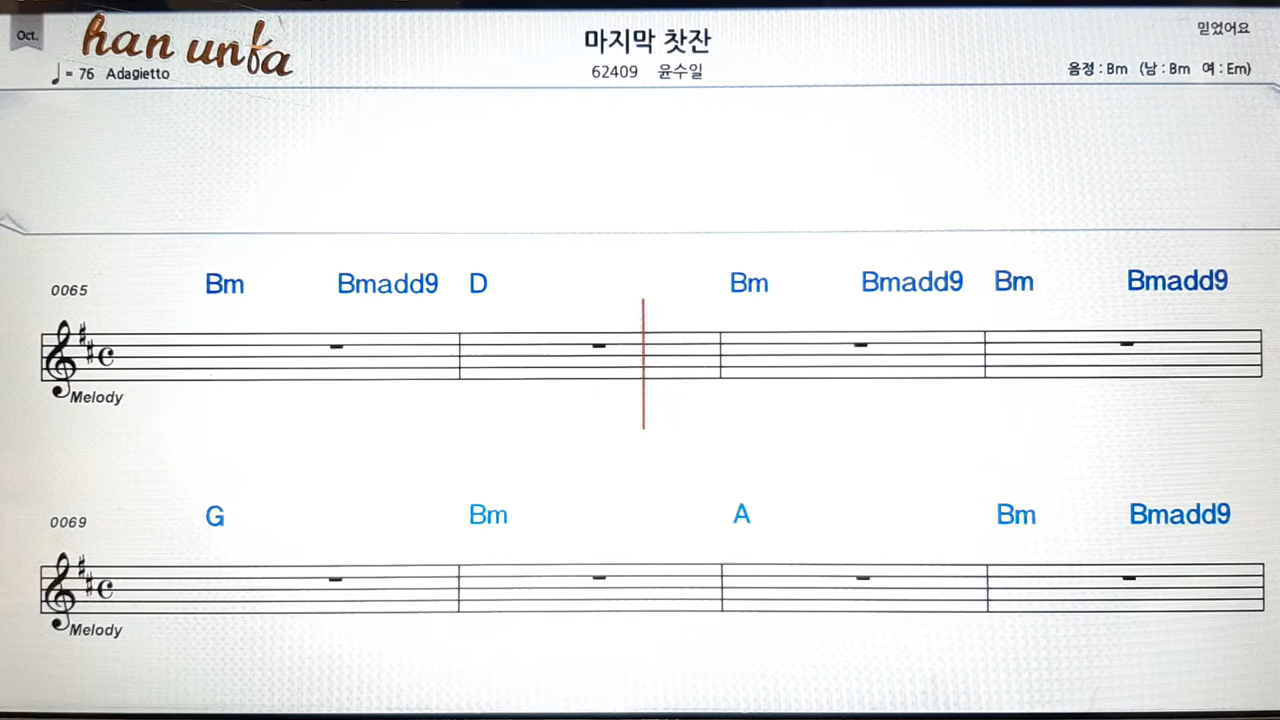 Oct.
han unfa
♩ = 76 Adagietto
마지막 찻잔
62409 윤수일
믿었어요
음정 : Bm (남 : Bm 여 : Em)
0065
Bm Bmadd9 D Bm Bmadd9 Bm Bmadd9
Melody
0069
G Bm A Bm Bmadd9
Melody